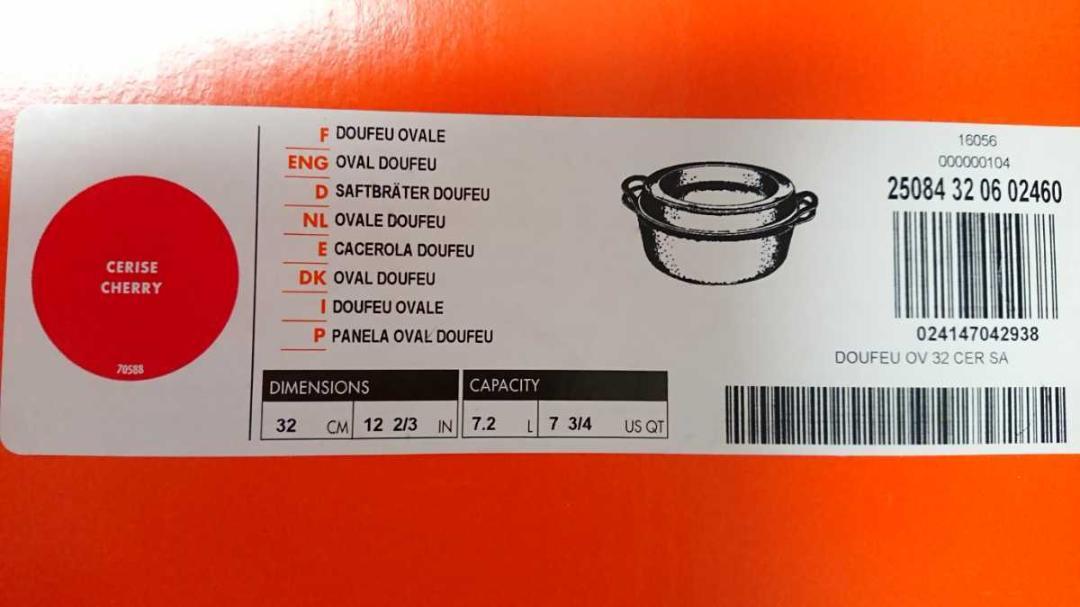 CERISE
CHERRY
70588
F DOUFEU OVALE
ENG OVAL DOUFEU
D SAFTBRÄTER DOUFEU
NL OVALE DOUFEU
E CACEROLA DOUFEU
DK OVAL DOUFEU
I DOUFEU OVALE
P PANELA OVAL DOUFEU
DIMENSIONS
32 CM 12 2/3 IN
CAPACITY
7.2 L 7 3/4 US QT
16056
000000104
25084 32 06 02460
024147042938
DOUFEU OV 32 CER SA